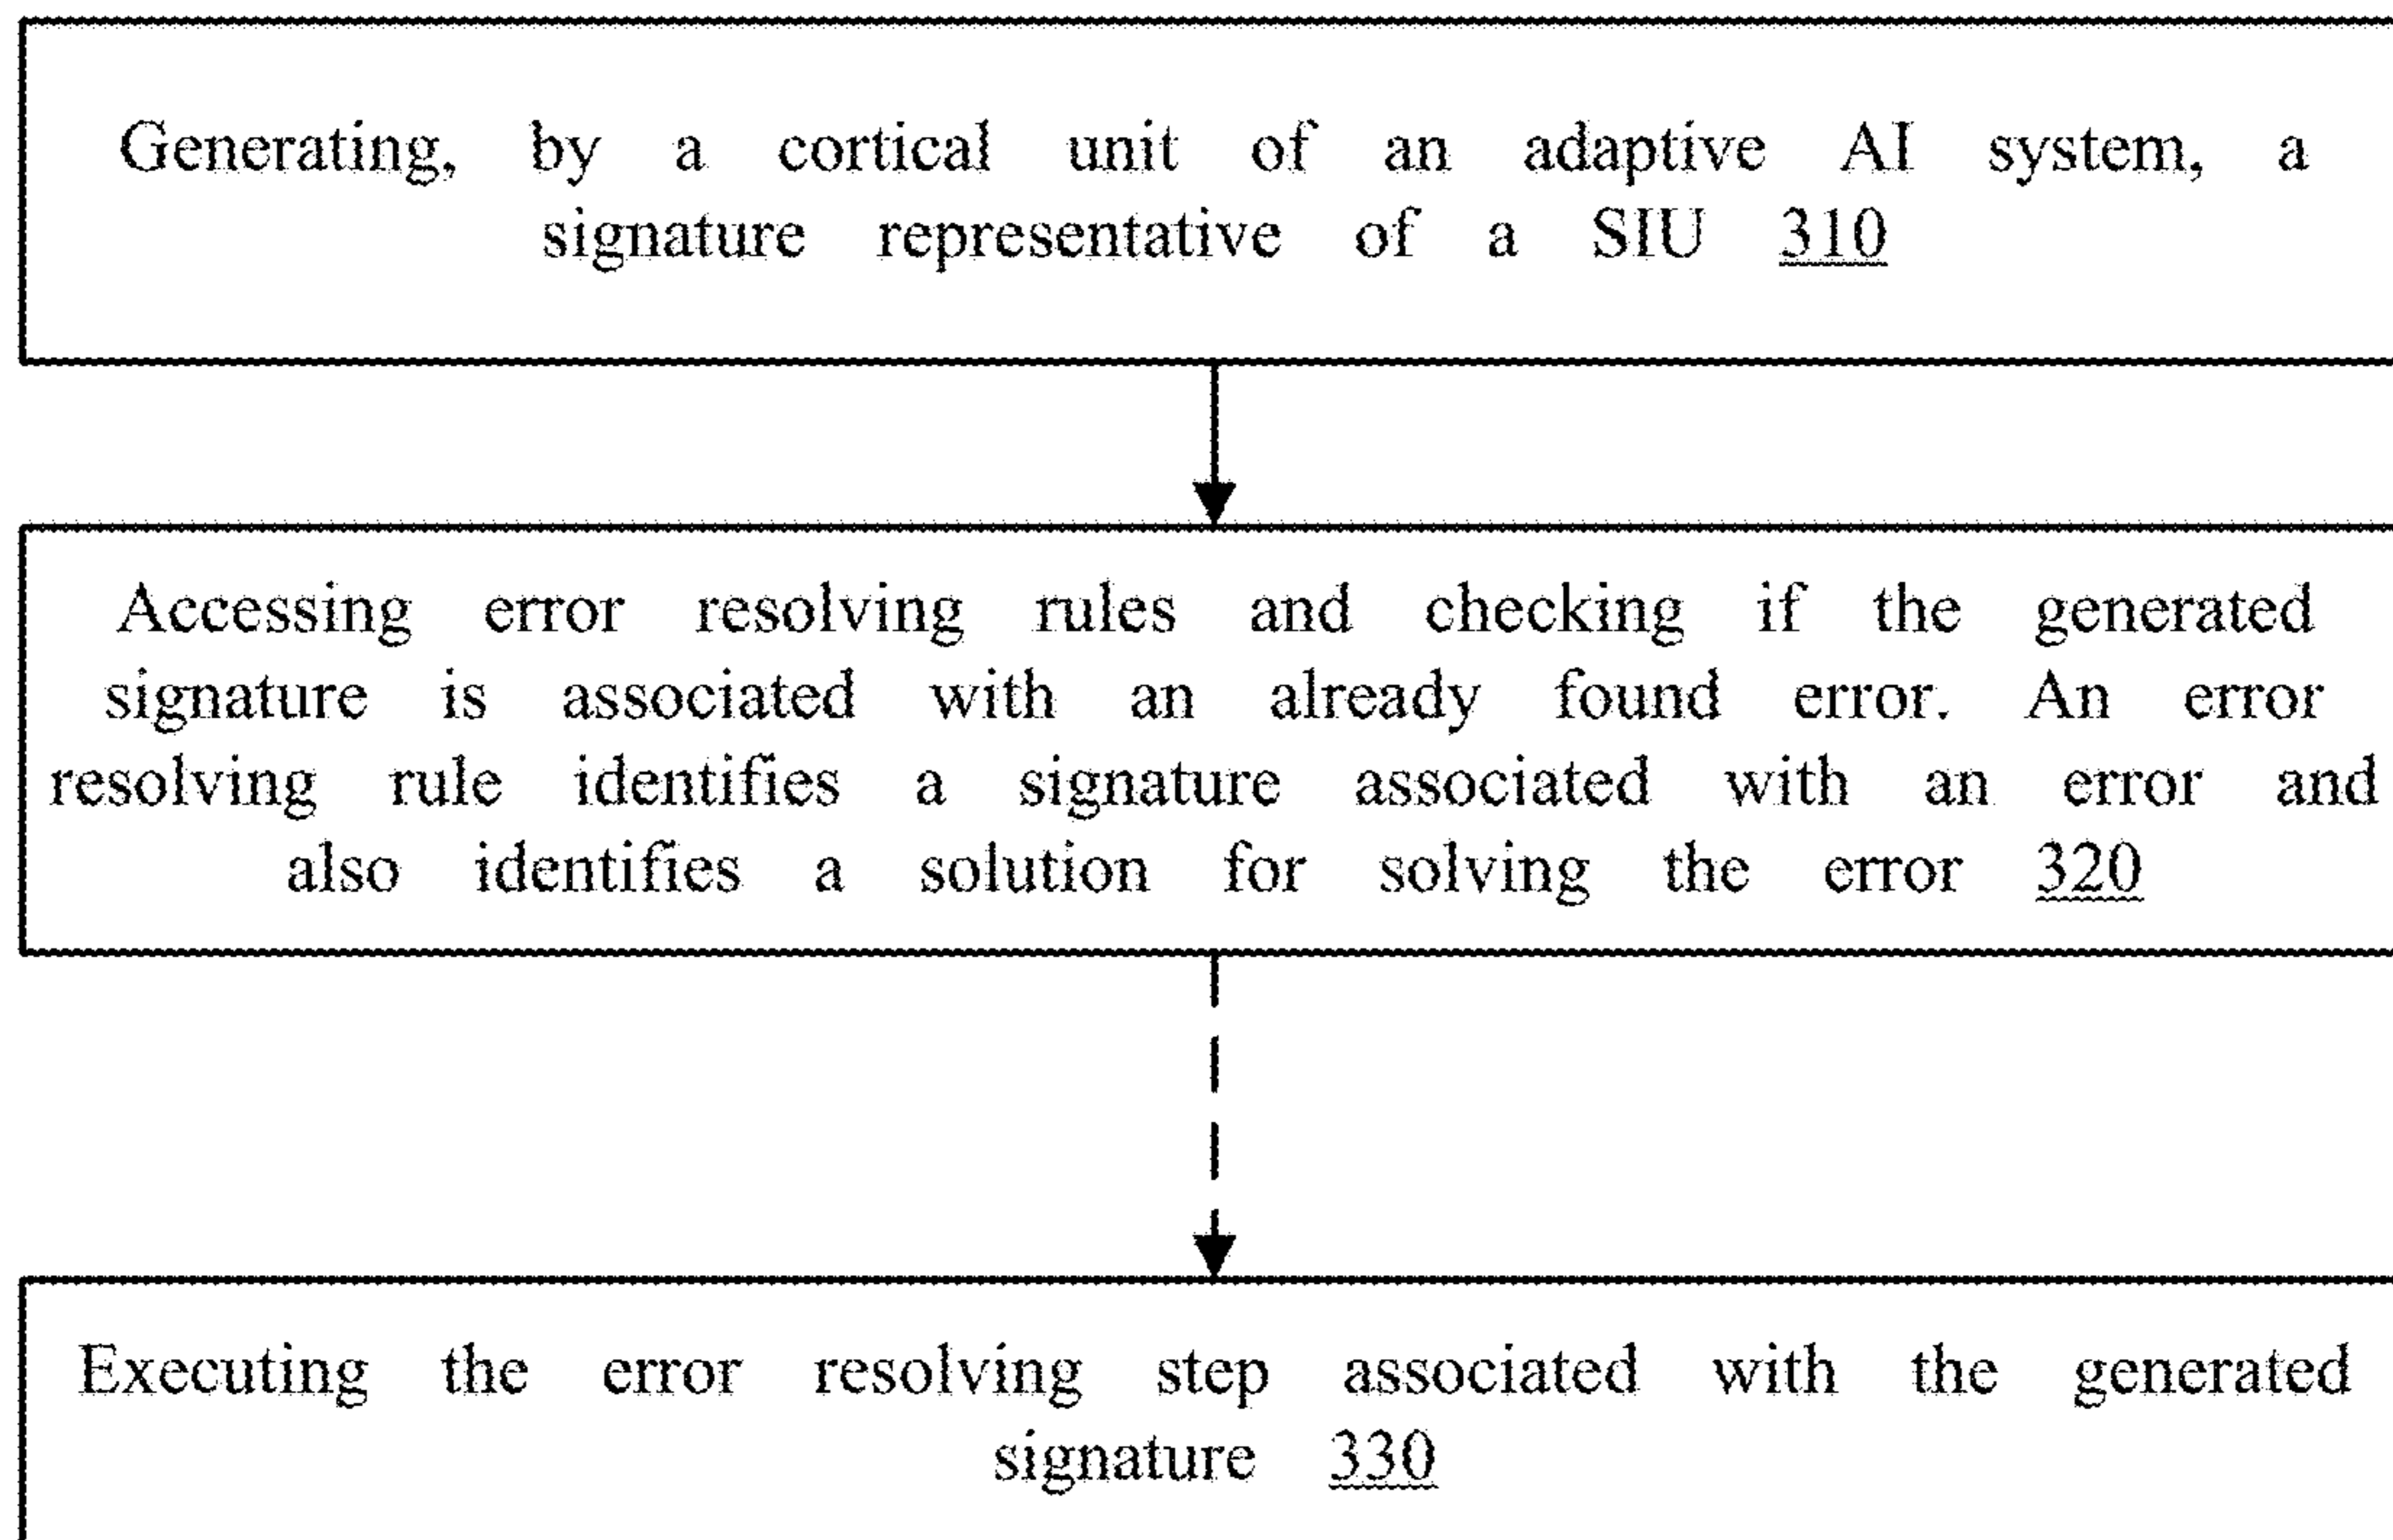 Generating, by a cortical unit of an adaptive AI system, a
signature representative of a SIU 310
Accessing error resolving rules and checking if the generated
signature is associated with an already found error. An error
resolving rule identifies a signature associated with an error and
also identifies a solution for solving the error 320
Executing the error resolving step associated with the generated
signature 330